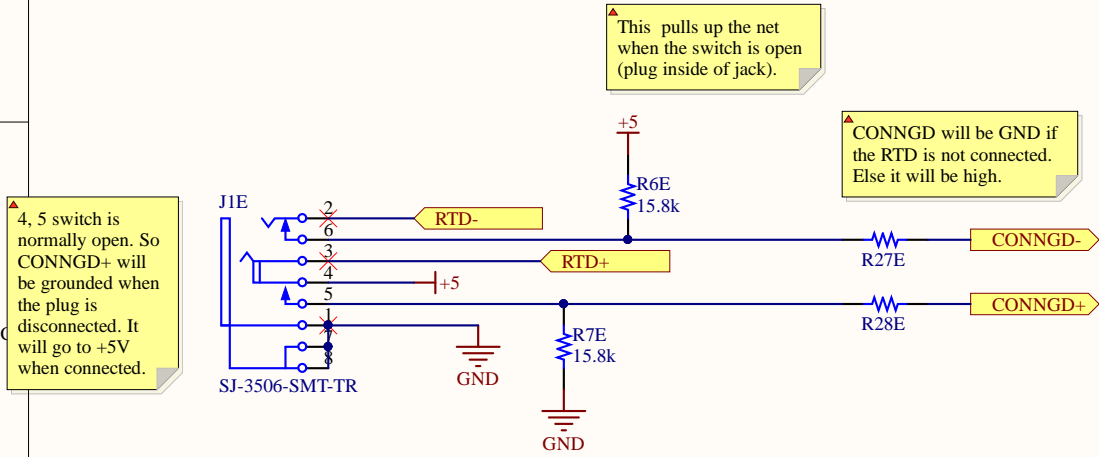 This pulls up the net
when the switch is open
(plug inside of jack).
CONNGD will be GND if
the RTD is not connected.
Else it will be high.
4, 5 switch is
normally open. So
CONNGD+ will
be grounded when
the plug is
disconnected. It
will go to +5V
when connected.
+5
R6E
15.8k
J1E
2
RTD-
6
CONNGD-
R27E
3
RTD+
4
+5
5
CONNGD+
R28E
1
8
R7E
15.8k
GND
SJ-3506-SMT-TR
GND